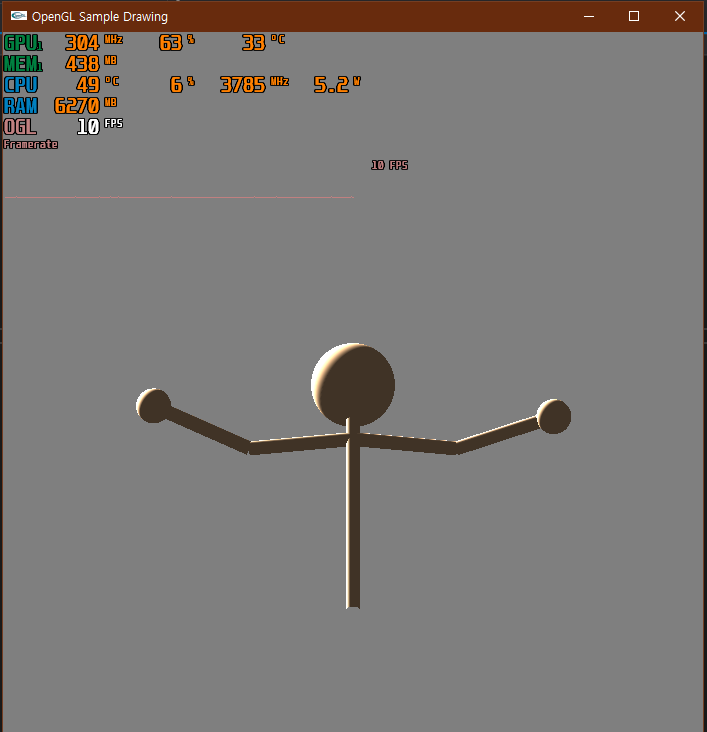 OpenGL Sample Drawing
GPU1 304 MHz 63 % 33 °C
MEM1 438 MB
CPU 49 °C 6 % 3785 MHz 5.2 W
RAM 6270 MB
OGL 10 FPS
Framerate
10 FPS